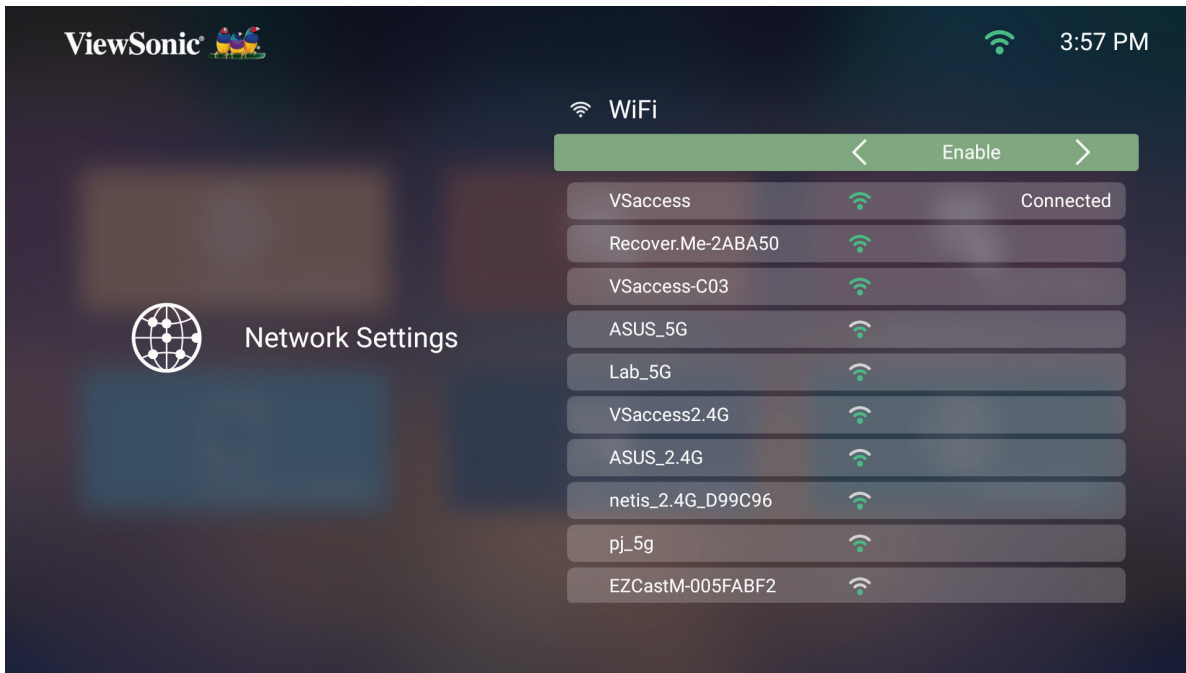 ViewSonic®
3:57 PM
WiFi
Enable
VSaccess Connected
Recover.Me-2ABA50
VSaccess-C03
ASUS_5G
Network Settings
Lab_5G
VSaccess2.4G
ASUS_2.4G
netis_2.4G_D99C96
pj_5g
EZCastM-005FABF2